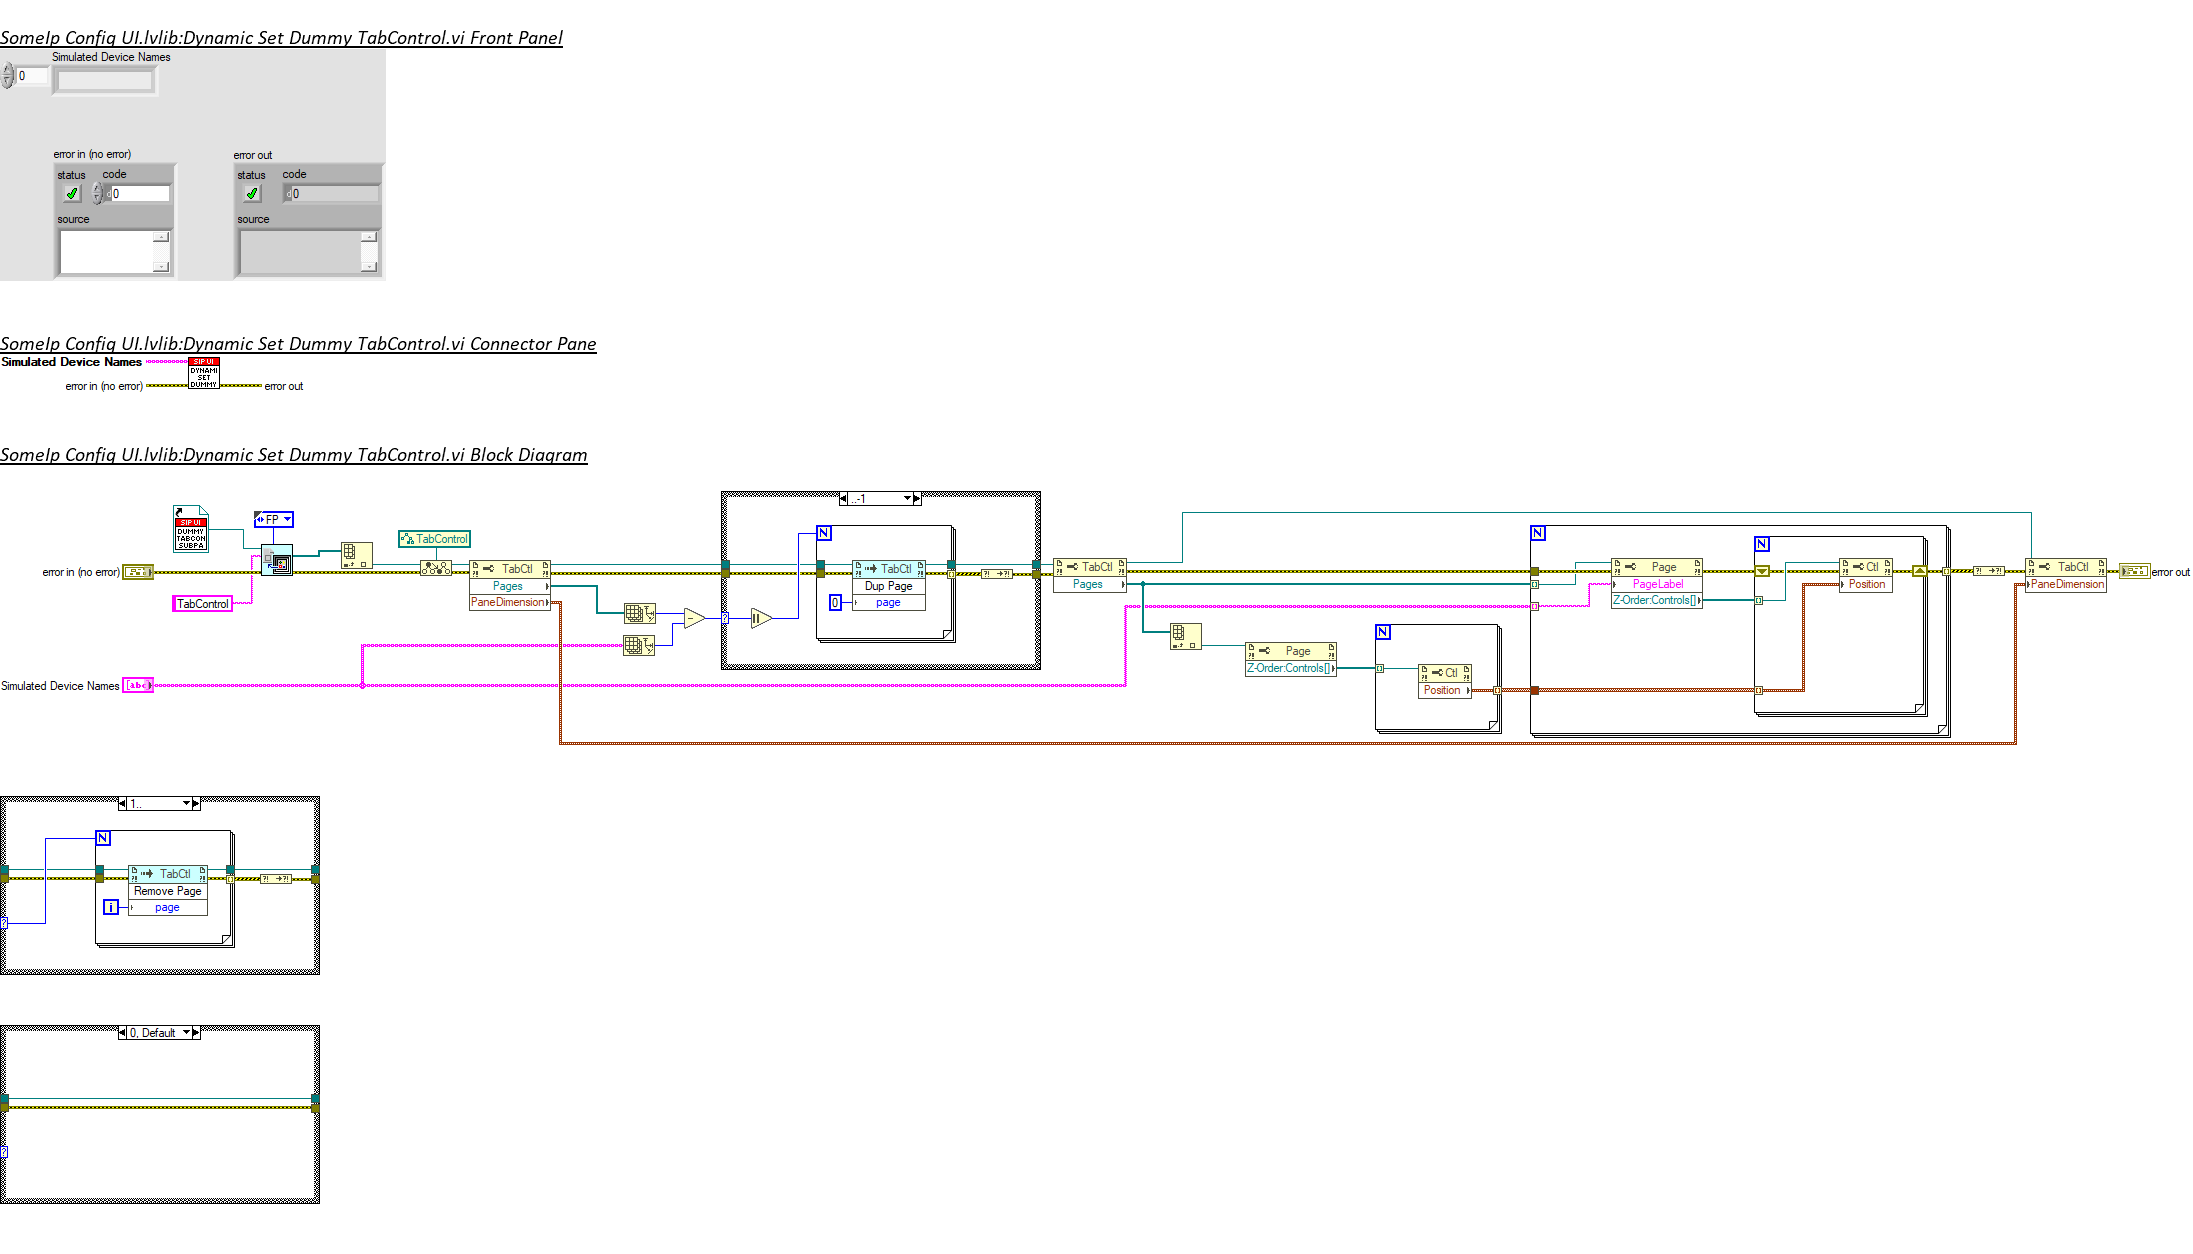 SomeIp Config UI.lvlib:Dynamic Set Dummy TabControl.vi Front Panel
Simulated Device Names
0
error in (no error)
error out
status code
status code
0
0
source
source
SomeIp Config UI.lvlib:Dynamic Set Dummy TabControl.vi Connector Pane
Simulated Device Names
SIP UI
DYNAMI
SET
DUMMY
error in (no error)
error out
SomeIp Config UI.lvlib:Dynamic Set Dummy TabControl.vi Block Diagram
..-1
SIP UI
DUMMY
TABCON
SUBPA
FP
N
N
N
TabControl
error in (no error)
TabCtl
Pages
PaneDimension
TabCtl
Dup Page
page
0
TabCtl
Pages
Page
PageLabel
Z-Order:Controls[]
Ctl
Position
TabCtl
PaneDimension
error out
TabControl
N
Page
Z-Order:Controls[]
Ctl
Position
Simulated Device Names
abc
1..
N
TabCtl
Remove Page
page
i
0, Default